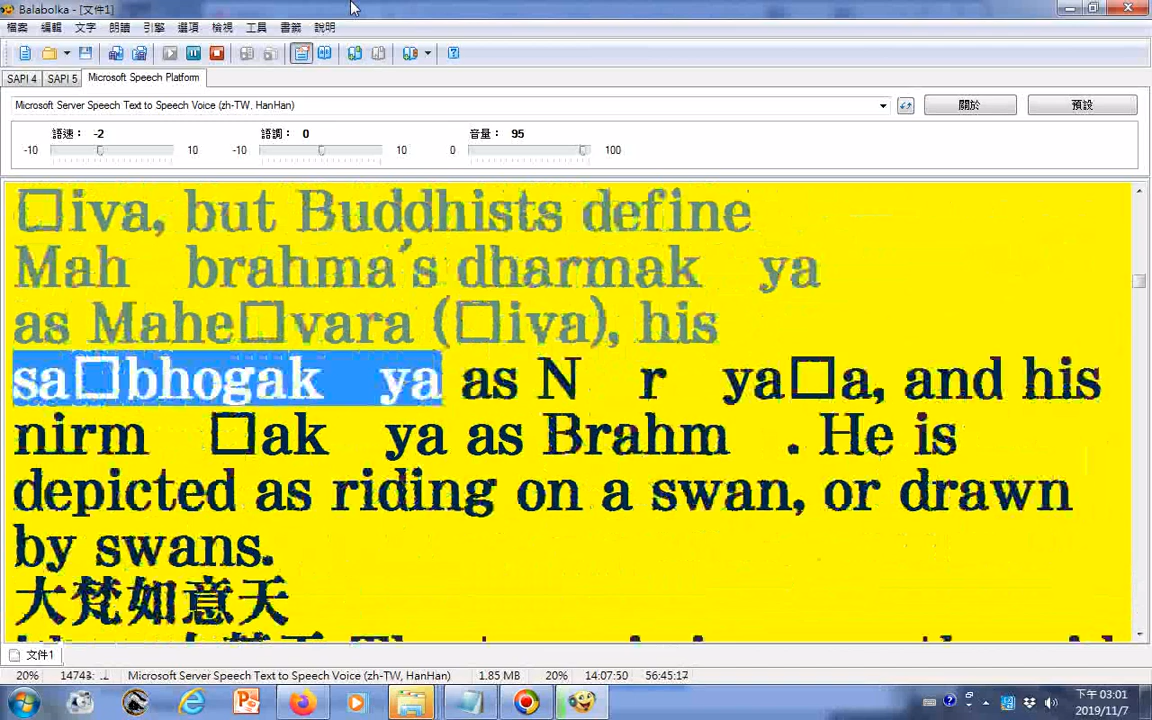 Balabolka - [文件1]
檔案 編輯 文字 朗讀 引擎 選項 檢視 工具 書籤 說明
SAPI 4 SAPI 5 Microsoft Speech Platform
Microsoft Server Speech Text to Speech Voice (zh-TW, HanHan) 關於 預設
語速： -2 語調： 0 音量： 95
-10 10 -10 10 0 100
□iva, but Buddhists define
Mah brahma's dharmak ya
as Mahe□vara (□iva), his
sa□bhogak ya as N r ya□a, and his
nirm □ak ya as Brahm . He is
depicted as riding on a swan, or drawn
by swans.
大梵如意天
文件1
20% 14743: Microsoft Server Speech Text to Speech Voice (zh-TW, HanHan) 1.85 MB 20% 14:07:50 56:45:17
下午 03:01
2019/11/7